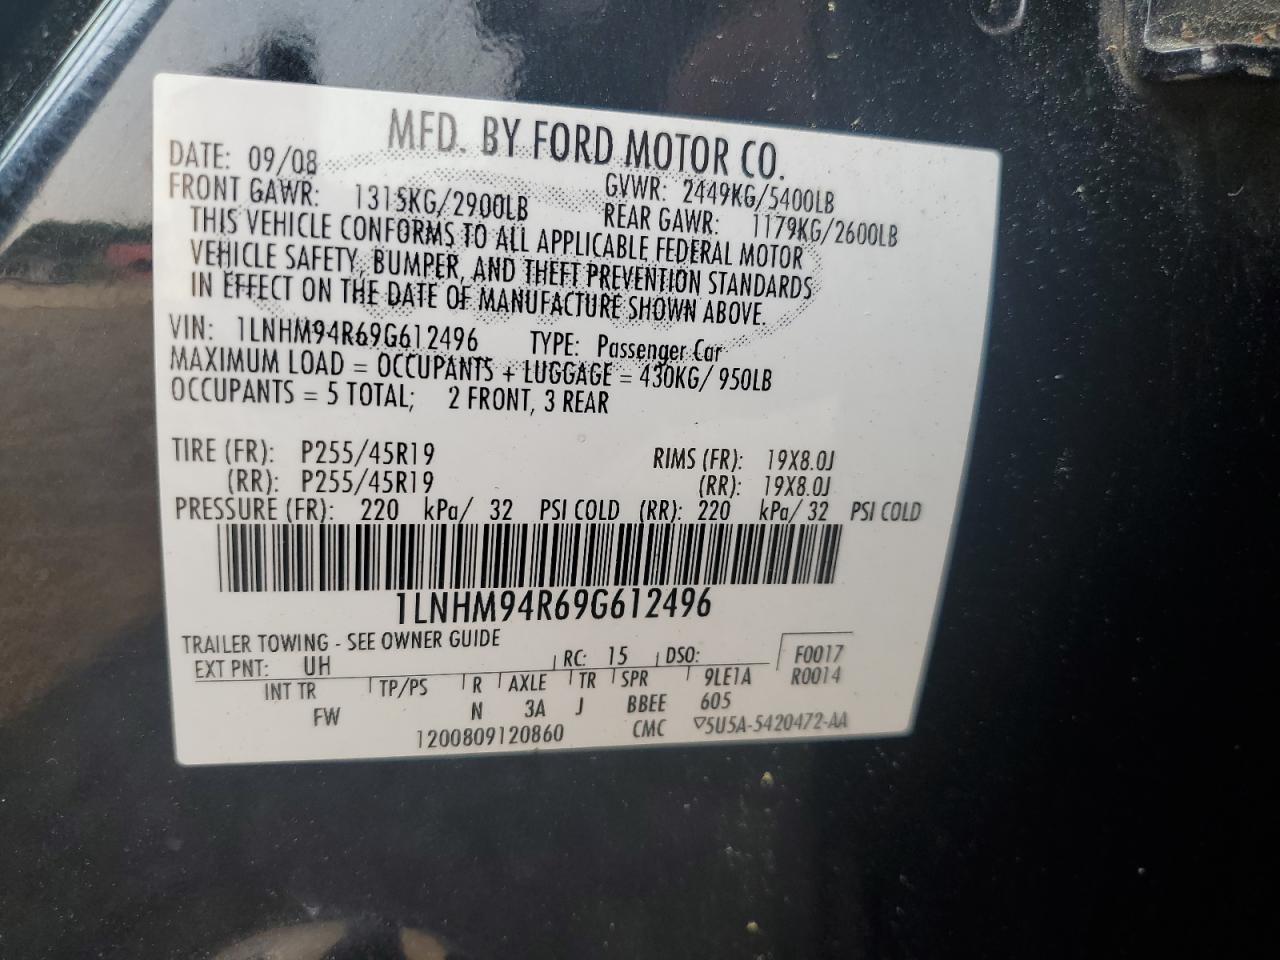 MFD. BY FORD MOTOR CO.
DATE: 09/08 GVWR: 2449KG/5400LB
FRONT GAWR: 1315KG/2900LB REAR GAWR: 1179KG/2600LB
THIS VEHICLE CONFORMS TO ALL APPLICABLE FEDERAL MOTOR
VEHICLE SAFETY, BUMPER, AND THEFT PREVENTION STANDARDS
IN EFFECT ON THE DATE OF MANUFACTURE SHOWN ABOVE.
VIN: 1LNHM94R69G612496 TYPE: Passenger Car
MAXIMUM LOAD = OCCUPANTS + LUGGAGE = 430KG/ 950LB
OCCUPANTS = 5 TOTAL; 2 FRONT, 3 REAR
TIRE (FR): P255/45R19 RIMS (FR): 19X8.0J
(RR): P255/45R19 (RR): 19X8.0J
PRESSURE (FR): 220 kPa/ 32 PSI COLD (RR): 220 kPa/ 32 PSI COLD
1LNHM94R69G612496
TRAILER TOWING - SEE OWNER GUIDE
EXT PNT: UH RC: 15 DSO: F0017
INT TR TP/PS R AXLE TR SPR 9LE1A R0014
FW N 3A J BBEE 605
1200809120860 CMC ▽5U5A-5420472-AA